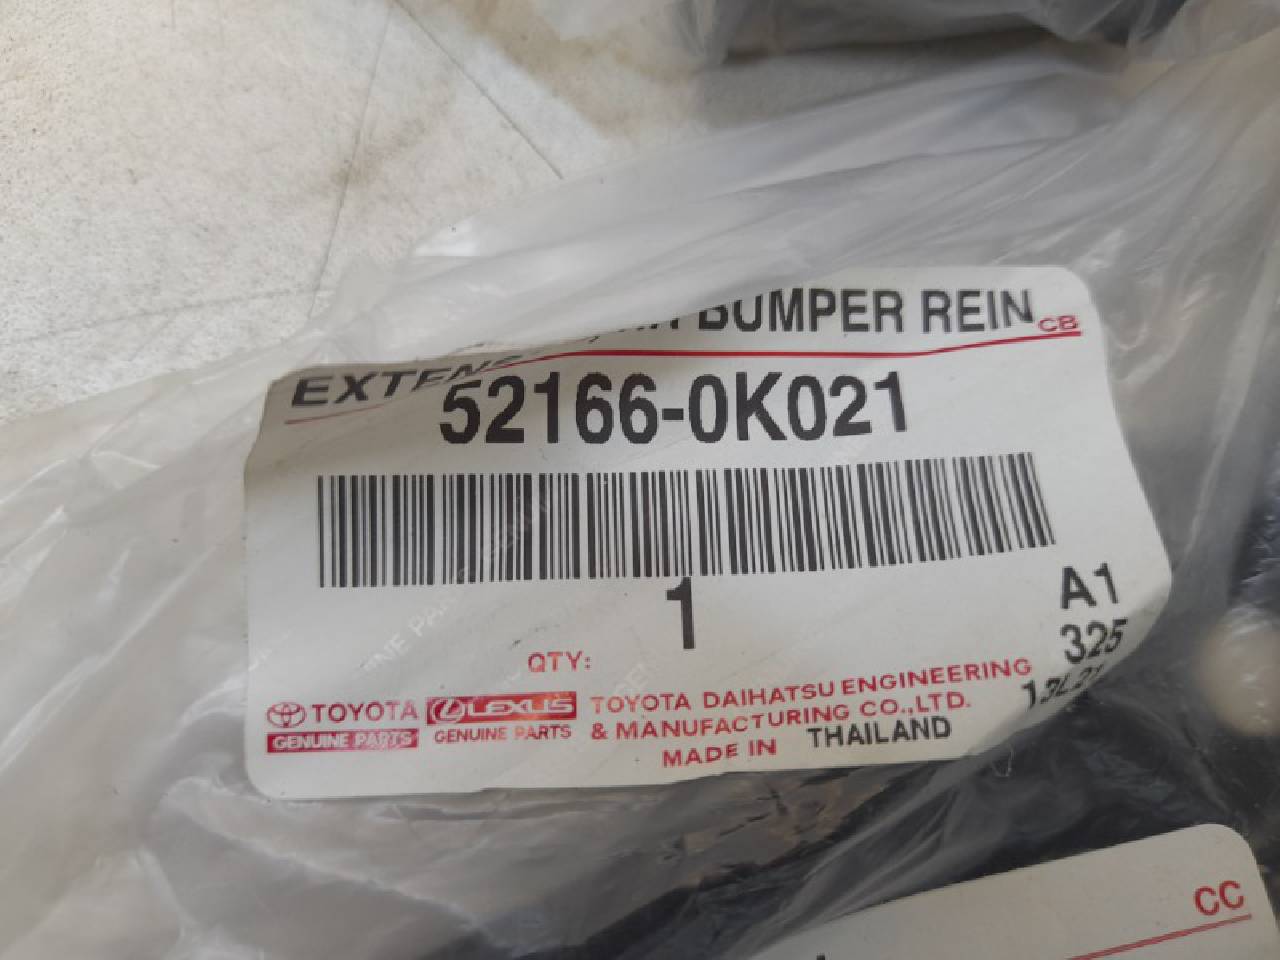 BUMPER REIN
CB
52166-0K021
1
A1
325
QTY:
TOYOTA
GENUINE PARTS
LEXUS
GENUINE PARTS
TOYOTA DAIHATSU ENGINEERING
& MANUFACTURING CO.,LTD.
MADE IN THAILAND
CC